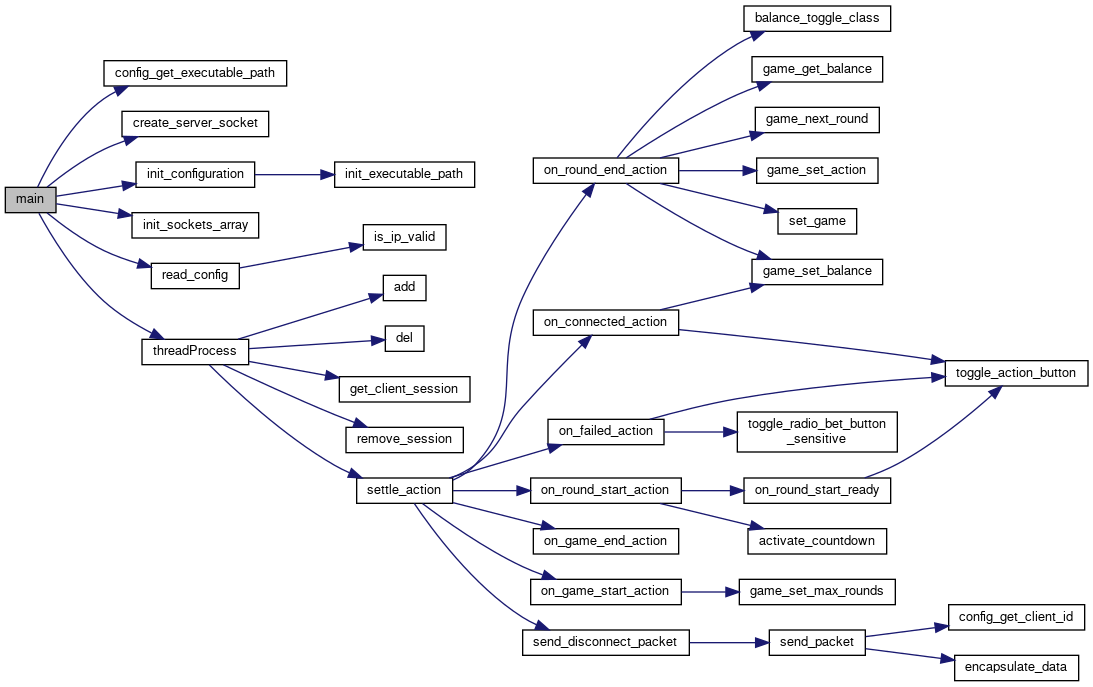 main
config_get_executable_path
create_server_socket
init_configuration
init_executable_path
init_sockets_array
read_config
is_ip_valid
threadProcess
add
del
get_client_session
remove_session
settle_action
on_round_end_action
balance_toggle_class
game_get_balance
game_next_round
game_set_action
set_game
game_set_balance
on_connected_action
toggle_action_button
on_failed_action
toggle_radio_bet_button
_sensitive
on_round_start_action
on_round_start_ready
activate_countdown
on_game_end_action
on_game_start_action
game_set_max_rounds
send_disconnect_packet
send_packet
config_get_client_id
encapsulate_data